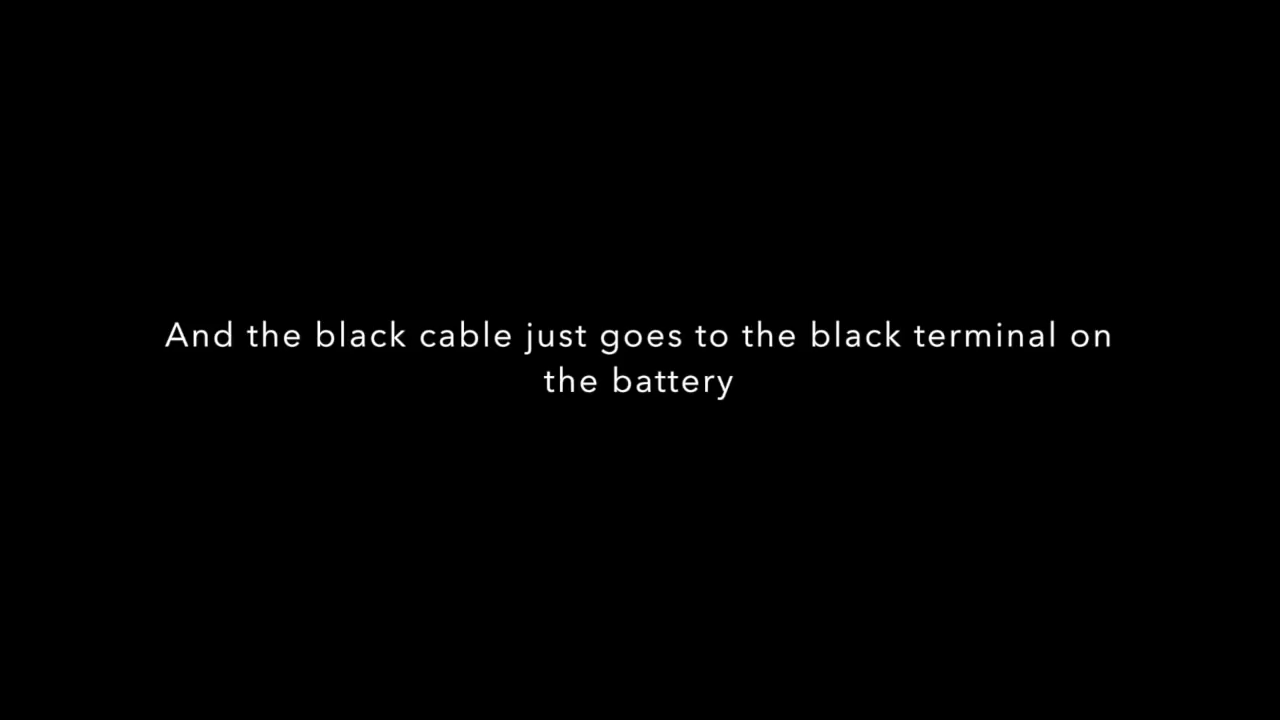 And the black cable just goes to the black terminal on
the battery